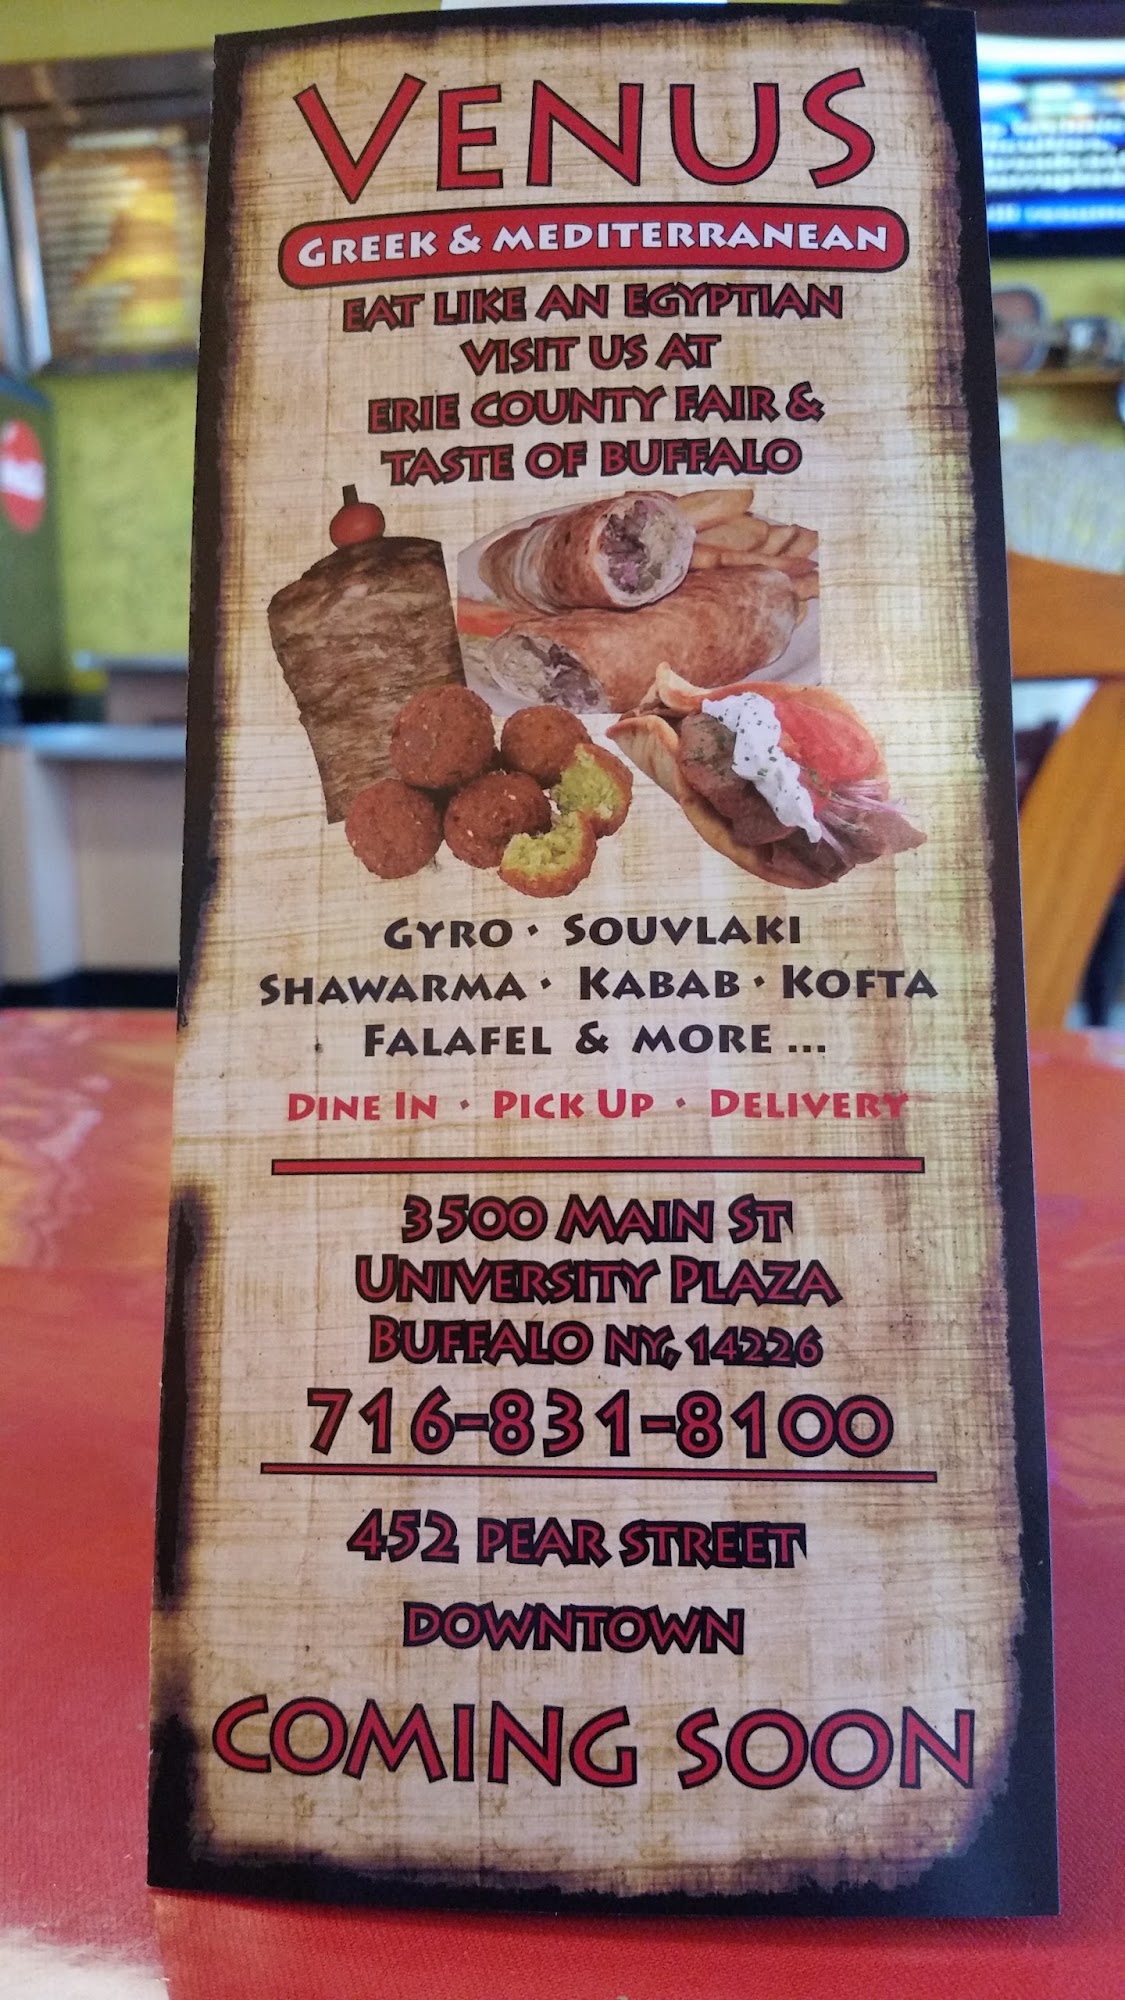 VENUS
GREEK & MEDITERRANEAN
EAT LIKE AN EGYPTIAN
VISIT US AT
ERIE COUNTY FAIR &
TASTE OF BUFFALO
GYRO · SOUVLAKI
SHAWARMA · KABAB · KOFTA
FALAFEL & MORE ...
DINE IN · PICK UP · DELIVERY
3500 MAIN ST
UNIVERSITY PLAZA
BUFFALO NY, 14226
716-831-8100
452 PEAR STREET
DOWNTOWN
COMING SOON